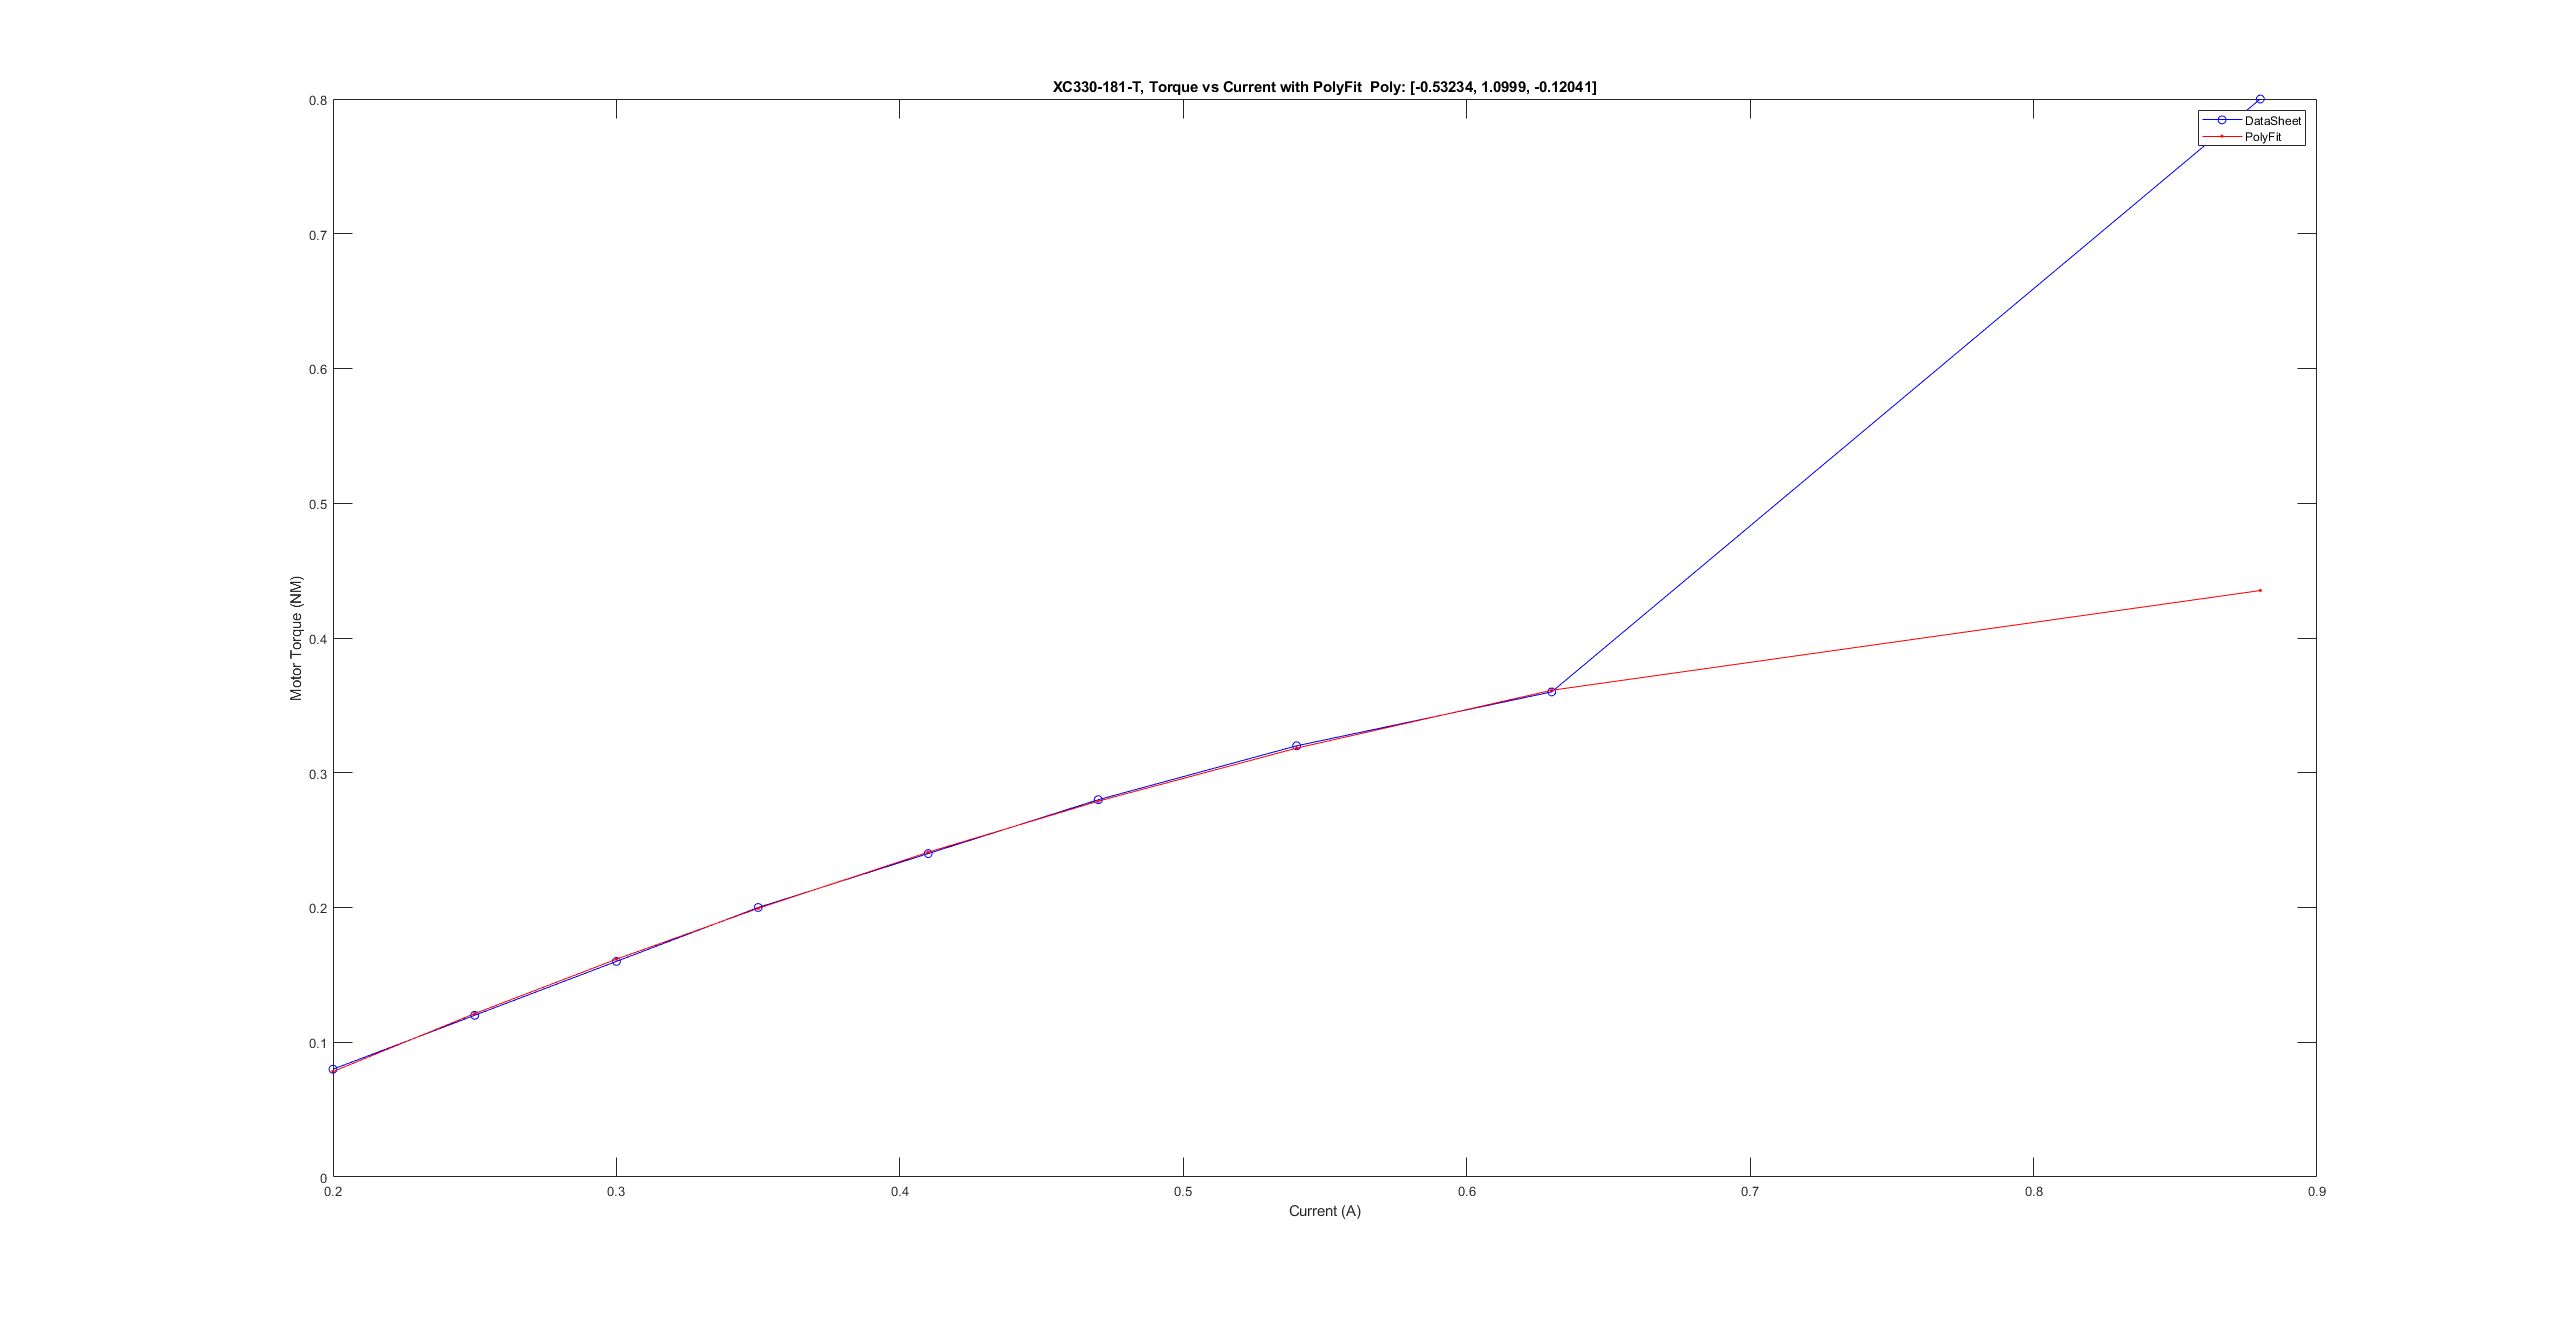 XC330-181-T, Torque vs Current with PolyFit  Poly: [-0.53234, 1.0999, -0.12041]
DataSheet
PolyFit
0.8
0.7
0.6
0.5
0.4
0.3
0.2
0.1
0
Motor Torque (NM)
0.2 0.3 0.4 0.5 0.6 0.7 0.8 0.9
Current (A)